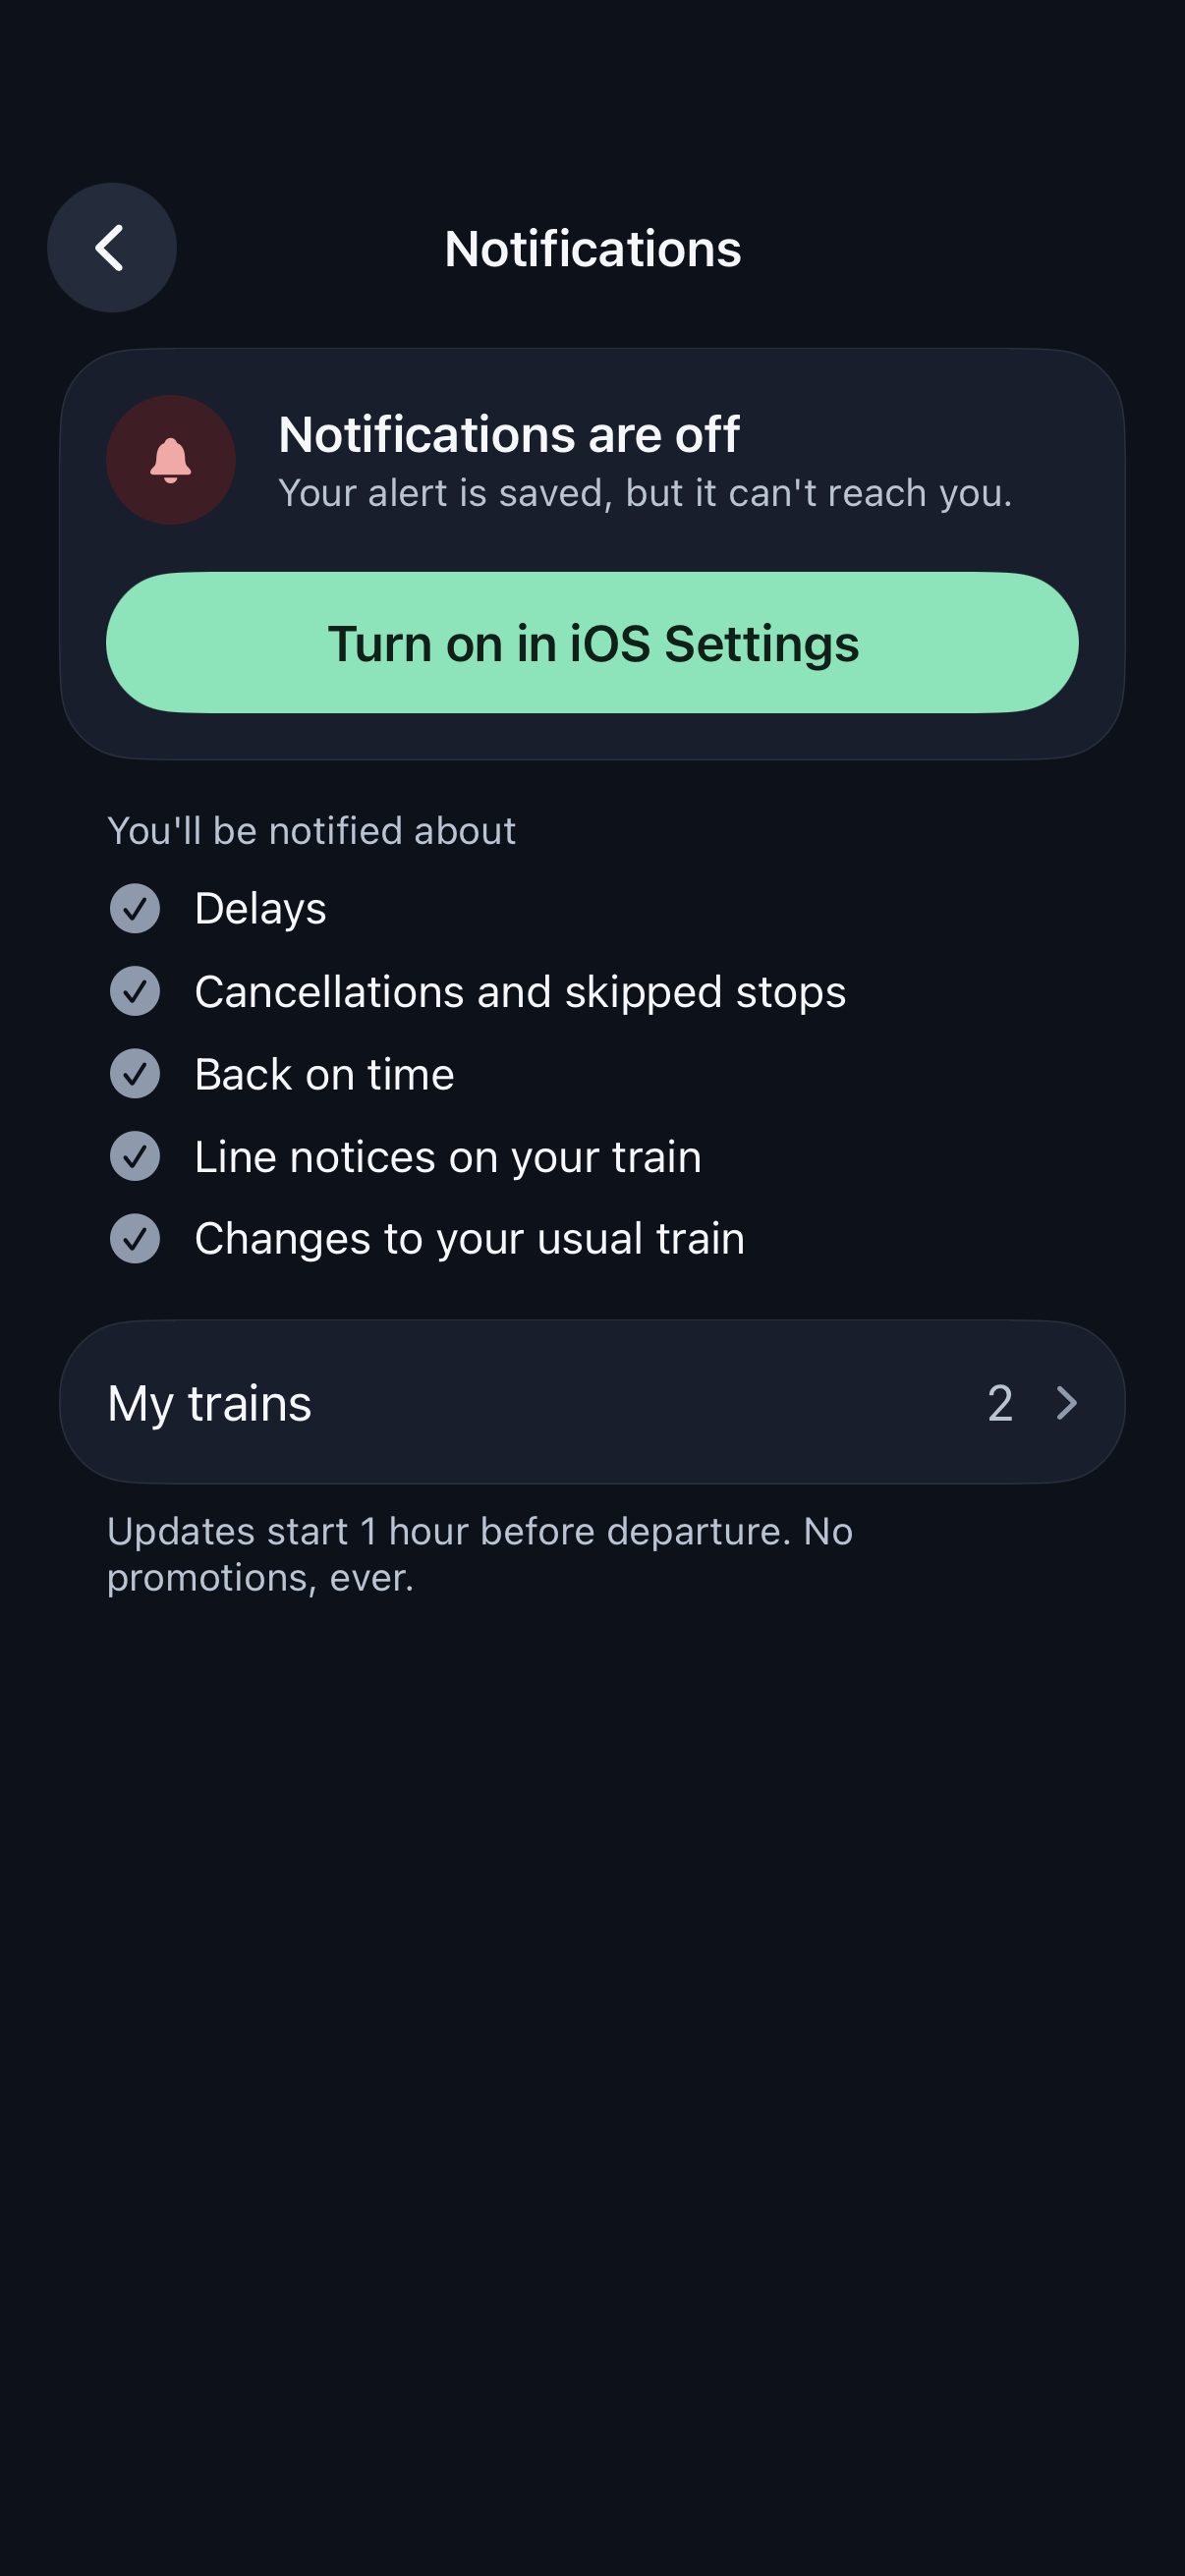 Notifications
Notifications are off
Your alert is saved, but it can't reach you.
Turn on in iOS Settings
You'll be notified about
Delays
Cancellations and skipped stops
Back on time
Line notices on your train
Changes to your usual train
My trains 2
Updates start 1 hour before departure. No
promotions, ever.